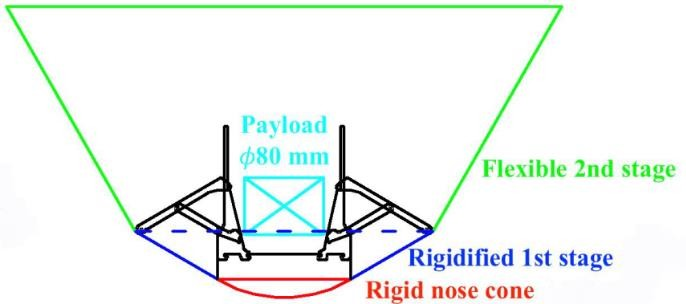 Payload
ϕ80 mm
Flexible 2nd stage
Rigidified 1st stage
Rigid nose cone